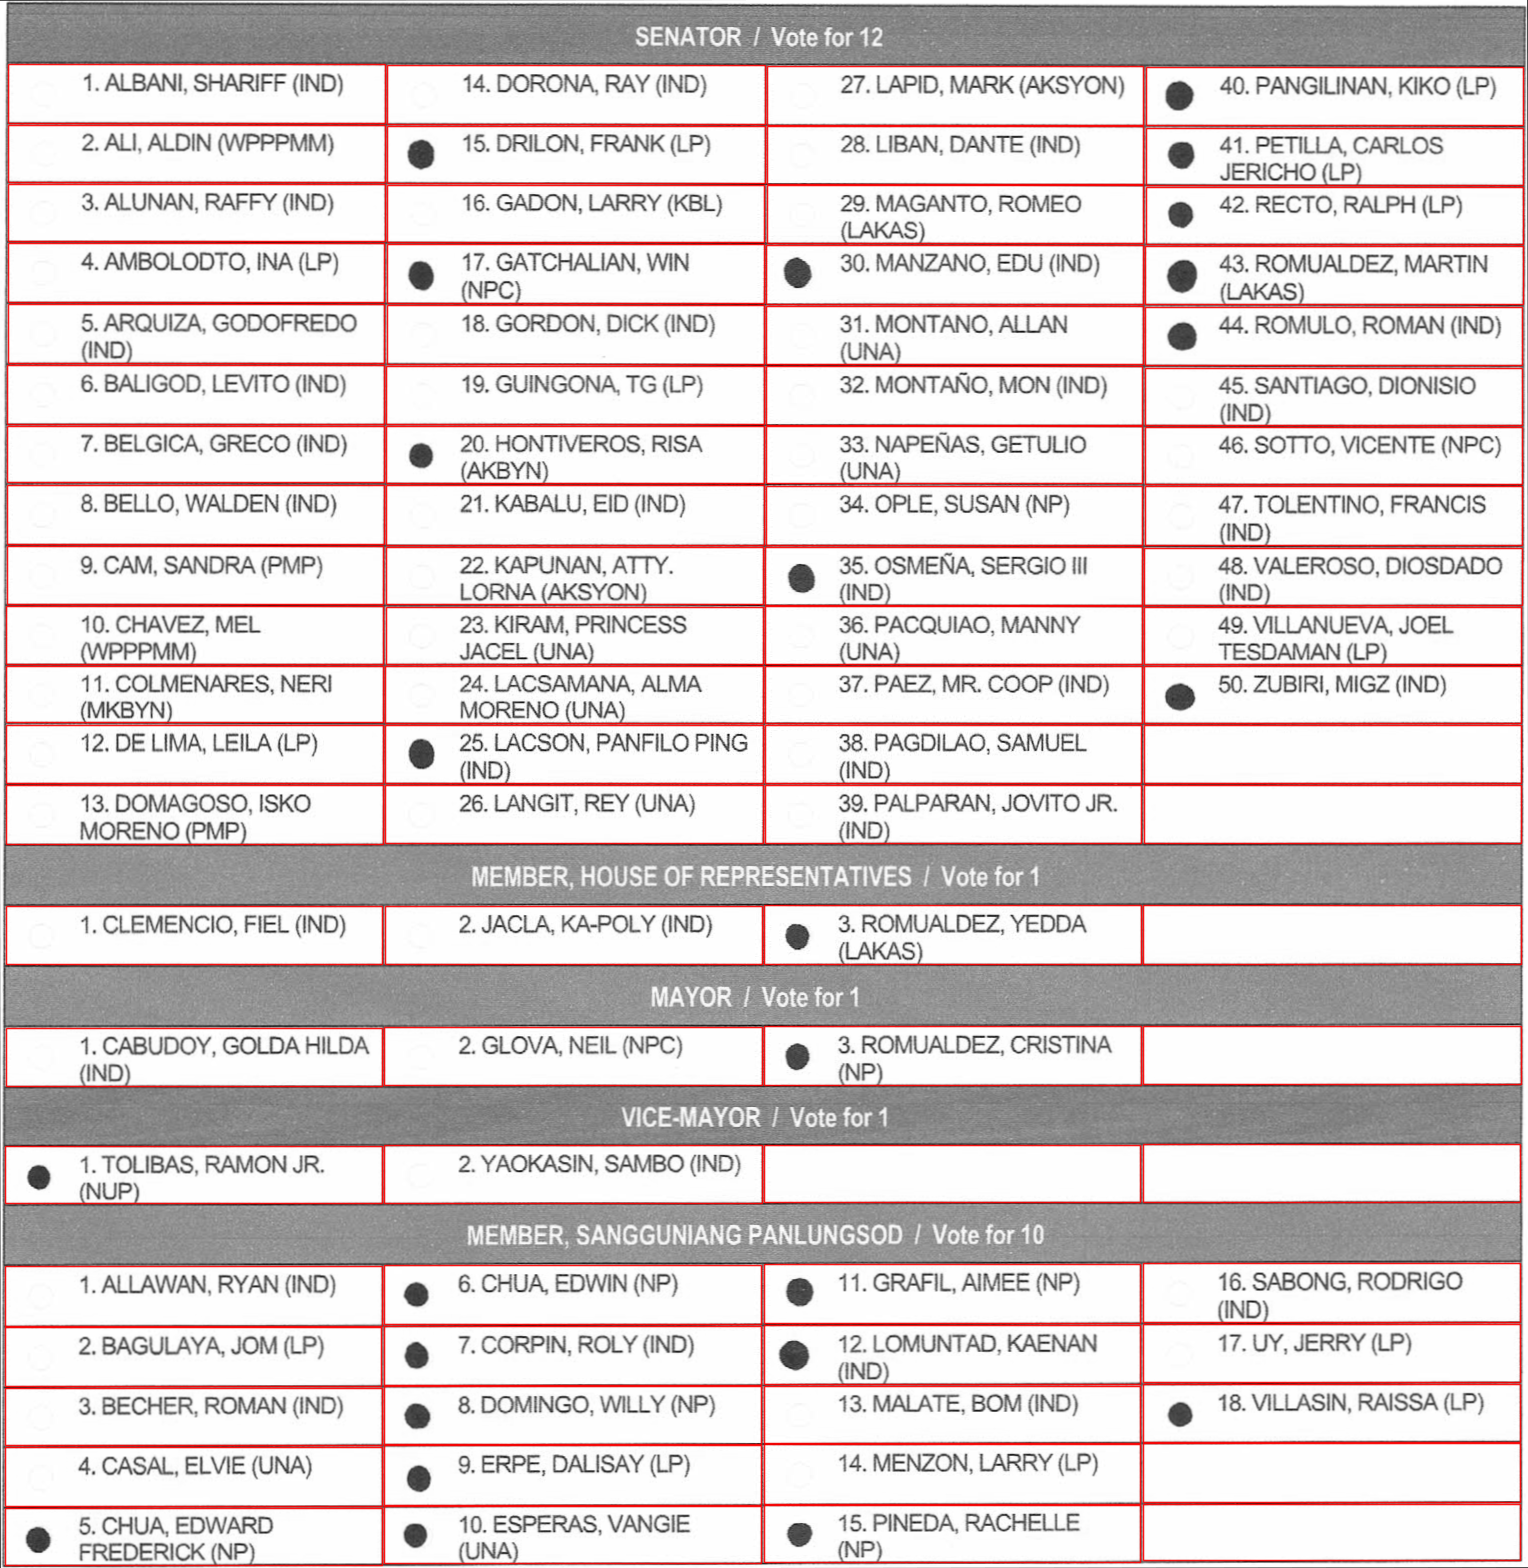 SENATOR / Vote for 12
1. ALBANI, SHARIFF (IND)
2. ALI, ALDIN (WPPPMM)
3. ALUNAN, RAFFY (IND)
4. AMBOLODTO, INA (LP)
5. ARQUIZA, GODOFREDO
(IND)
6. BALIGOD, LEVITO (IND)
7. BELGICA, GRECO (IND)
8. BELLO, WALDEN (IND)
9. CAM, SANDRA (PMP)
10. CHAVEZ, MEL
(WPPPMM)
11. COLMENARES, NERI
(MKBYN)
12. DE LIMA, LEILA (LP)
13. DOMAGOSO, ISKO
MORENO (PMP)
14. DORONA, RAY (IND)
15. DRILON, FRANK (LP)
16. GADON, LARRY (KBL)
17. GATCHALIAN, WIN
(NPC)
18. GORDON, DICK (IND)
19. GUINGONA, TG (LP)
20. HONTIVEROS, RISA
(AKBYN)
21. KABALU, EID (IND)
22. KAPUNAN, ATTY.
LORNA (AKSYON)
23. KIRAM, PRINCESS
JACEL (UNA)
24. LACSAMANA, ALMA
MORENO (UNA)
25. LACSON, PANFILO PING
(IND)
26. LANGIT, REY (UNA)
27. LAPID, MARK (AKSYON)
28. LIBAN, DANTE (IND)
29. MAGANTO, ROMEO
(LAKAS)
30. MANZANO, EDU (IND)
31. MONTANO, ALLAN
(UNA)
32. MONTAÑO, MON (IND)
33. NAPEÑAS, GETULIO
(UNA)
34. OPLE, SUSAN (NP)
35. OSMEÑA, SERGIO III
(IND)
36. PACQUIAO, MANNY
(UNA)
37. PAEZ, MR. COOP (IND)
38. PAGDILAO, SAMUEL
(IND)
39. PALPARAN, JOVITO JR.
(IND)
40. PANGILINAN, KIKO (LP)
41. PETILLA, CARLOS
JERICHO (LP)
42. RECTO, RALPH (LP)
43. ROMUALDEZ, MARTIN
(LAKAS)
44. ROMULO, ROMAN (IND)
45. SANTIAGO, DIONISIO
(IND)
46. SOTTO, VICENTE (NPC)
47. TOLENTINO, FRANCIS
(IND)
48. VALEROSO, DIOSDADO
(IND)
49. VILLANUEVA, JOEL
TESDAMAN (LP)
50. ZUBIRI, MIGZ (IND)
MEMBER, HOUSE OF REPRESENTATIVES / Vote for 1
1. CLEMENCIO, FIEL (IND)
2. JACLA, KA-POLY (IND)
3. ROMUALDEZ, YEDDA
(LAKAS)
MAYOR / Vote for 1
1. CABUDOY, GOLDA HILDA
(IND)
2. GLOVA, NEIL (NPC)
3. ROMUALDEZ, CRISTINA
(NP)
VICE-MAYOR / Vote for 1
1. TOLIBAS, RAMON JR.
(NUP)
2. YAOKASIN, SAMBO (IND)
MEMBER, SANGGUNIANG PANLUNGSOD / Vote for 10
1. ALLAWAN, RYAN (IND)
2. BAGULAYA, JOM (LP)
3. BECHER, ROMAN (IND)
4. CASAL, ELVIE (UNA)
5. CHUA, EDWARD
FREDERICK (NP)
6. CHUA, EDWIN (NP)
7. CORPIN, ROLY (IND)
8. DOMINGO, WILLY (NP)
9. ERPE, DALISAY (LP)
10. ESPERAS, VANGIE
(UNA)
11. GRAFIL, AIMEE (NP)
12. LOMUNTAD, KAENAN
(IND)
13. MALATE, BOM (IND)
14. MENZON, LARRY (LP)
15. PINEDA, RACHELLE
(NP)
16. SABONG, RODRIGO
(IND)
17. UY, JERRY (LP)
18. VILLASIN, RAISSA (LP)